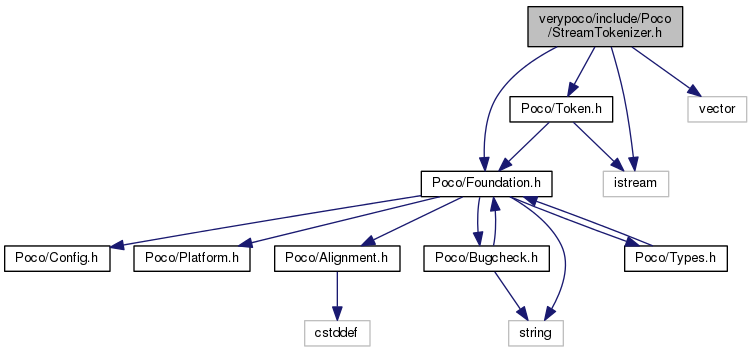 verypoco/include/Poco
/StreamTokenizer.h
Poco/Token.h
vector
Poco/Foundation.h
istream
Poco/Config.h
Poco/Platform.h
Poco/Alignment.h
Poco/Bugcheck.h
Poco/Types.h
cstddef
string